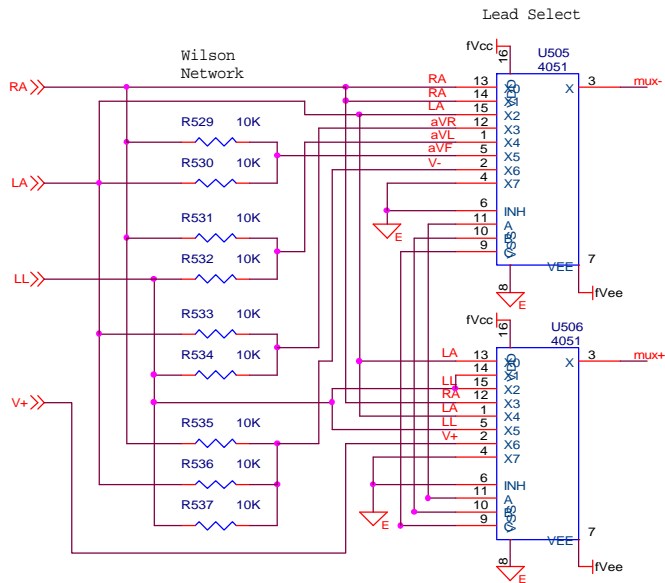 Lead Select
fVcc
16
U505
4051
Wilson
Network
RA
RA
13
X0
VDD
X
3
mux-
RA
14
X1
LA
15
X2
R529 10K
aVR
12
X3
aVL
1
X4
aVF
5
X5
R530 10K
V-
2
X6
4
X7
LA
6
INH
R531 10K
E
11
A
10
B
9
C
VSS
R532 10K
VEE
7
LL
8
E
fVee
R533 10K
fVcc
16
U506
4051
R534 10K
LA
13
X0
VDD
X
3
mux+
14
X1
LL
15
X2
RA
12
X3
V+
LA
1
X4
R535 10K
LL
5
X5
V+
2
X6
4
X7
R536 10K
6
INH
11
A
R537 10K
E
10
B
9
C
VSS
VEE
7
8
E
fVee